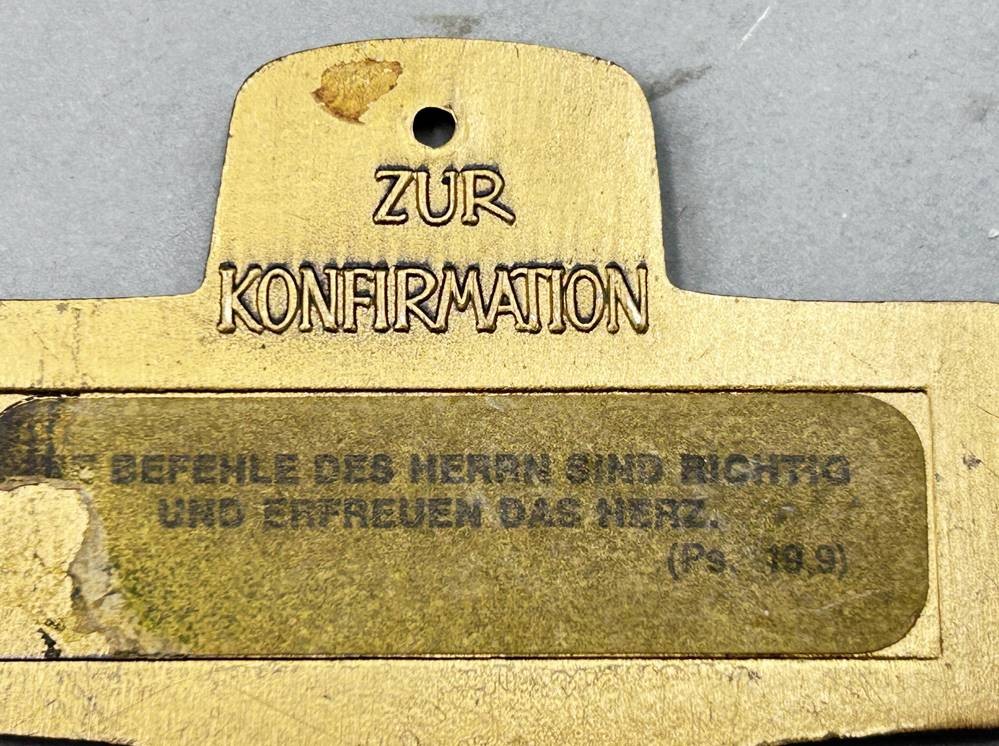 ZUR
KONFIRMATION
BEFEHLE DES HERRN SIND RICHTIG
UND ERFREUEN DAS HERZ.
(Ps. 19,9)